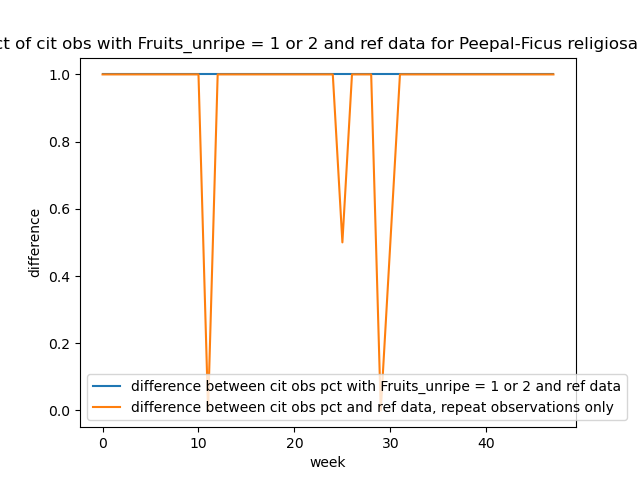 ct of cit obs with Fruits_unripe = 1 or 2 and ref data for Peepal-Ficus religiosa
1.0
0.8
0.6
0.4
0.2
0.0
difference
difference between cit obs pct with Fruits_unripe = 1 or 2 and ref data
difference between cit obs pct and ref data, repeat observations only
0 10 20 30 40
week